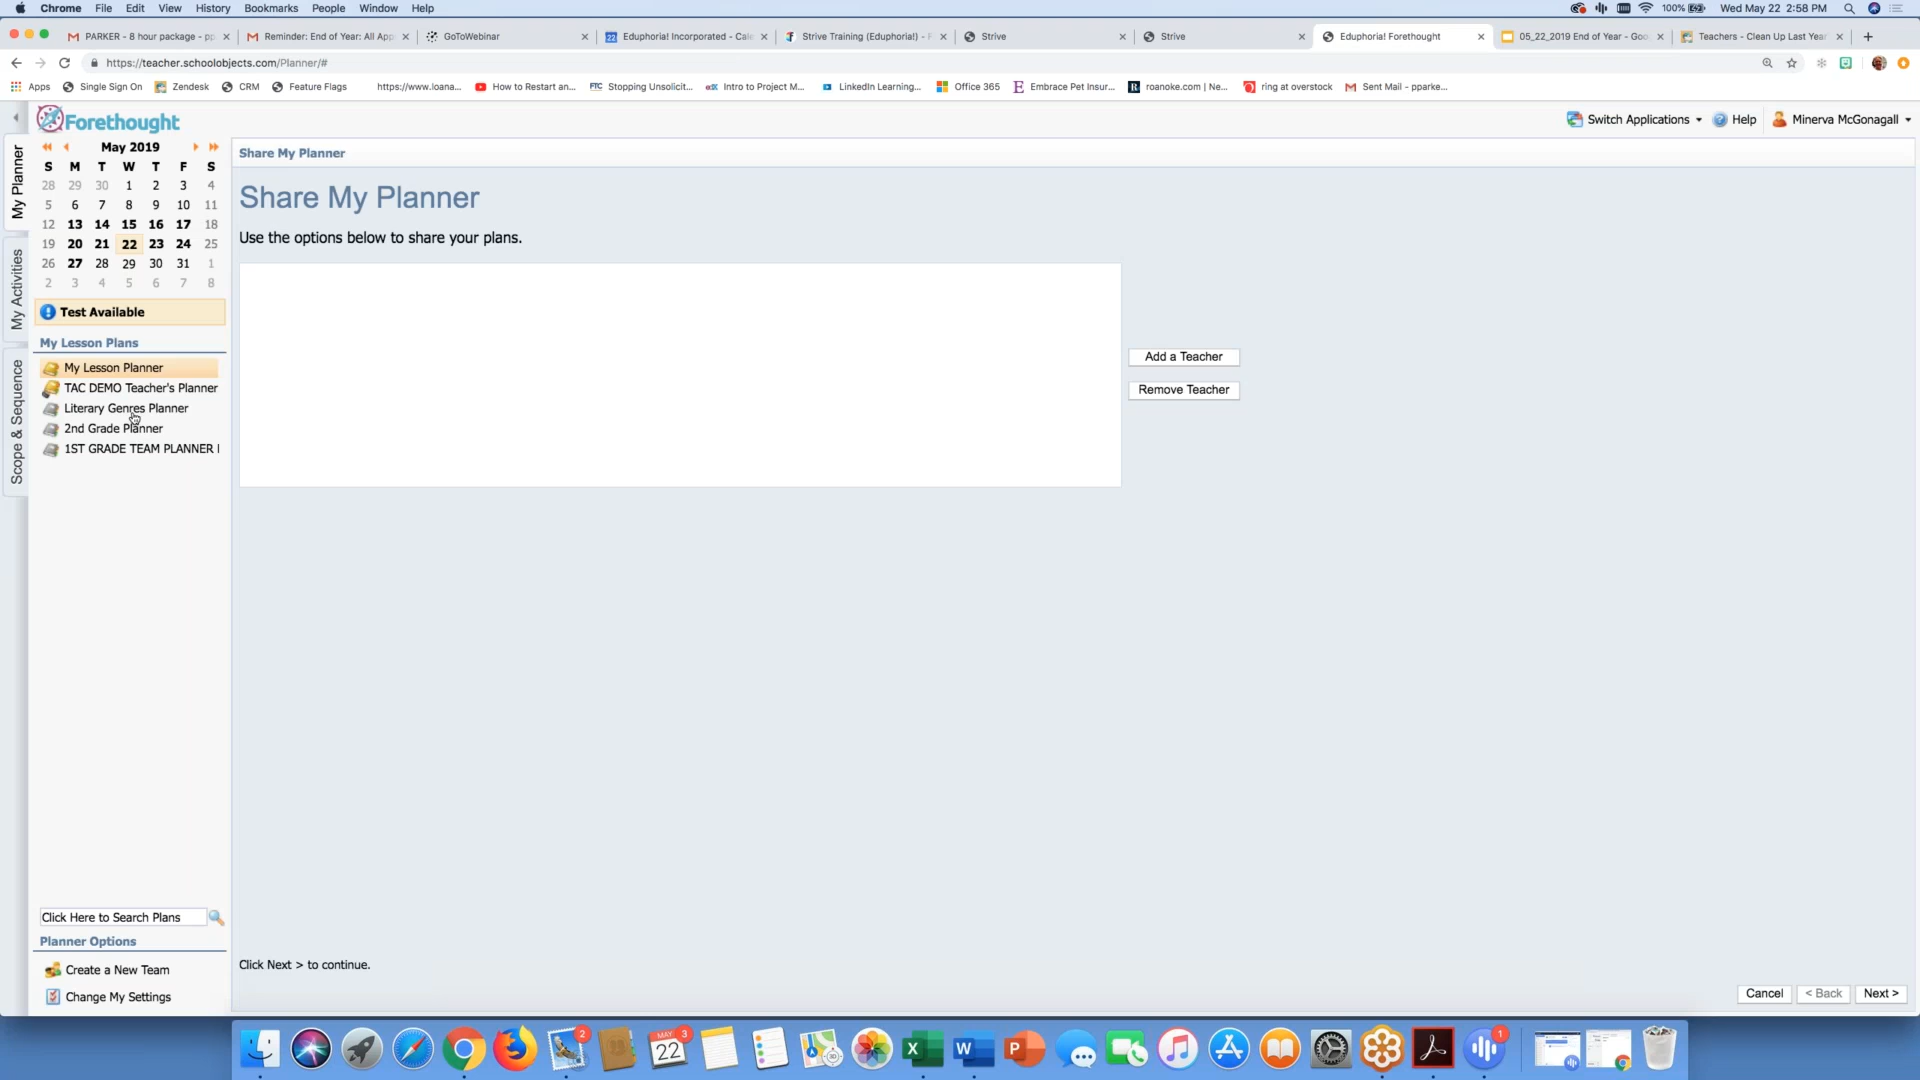 Chrome File Edit View History Bookmarks People Window Help 100% Wed May 22 2:58 PM
PARKER - 8 hour package - pp Reminder: End of Year: All App GoToWebinar 22 Eduphoria! Incorporated - Cale Strive Training (Eduphoria!) - F Strive Strive Eduphoria! Forethought 05_22_2019 End of Year - Goo Teachers - Clean Up Last Year
https://teacher.schoolobjects.com/Planner/#
Apps Single Sign On Zendesk CRM Feature Flags https://www.loana... How to Restart an... FTC Stopping Unsolicit... edX Intro to Project M... LinkedIn Learning... Office 365 E Embrace Pet Insur... R roanoke.com | Ne... ring at overstock Sent Mail - pparke...
Forethought
Switch Applications Help Minerva McGonagall
My Planner
My Activities
Scope & Sequence
May 2019
S M T W T F S
28 29 30 1 2 3 4
5 6 7 8 9 10 11
12 13 14 15 16 17 18
19 20 21 22 23 24 25
26 27 28 29 30 31 1
2 3 4 5 6 7 8
Test Available
My Lesson Plans
My Lesson Planner
TAC DEMO Teacher's Planner
Literary Genres Planner
2nd Grade Planner
1ST GRADE TEAM PLANNER
Click Here to Search Plans
Planner Options
Create a New Team
Change My Settings
Share My Planner
Share My Planner
Use the options below to share your plans.
Add a Teacher
Remove Teacher
Click Next > to continue.
Cancel < Back Next >
2
MAY 3
22
3D
X W P
1